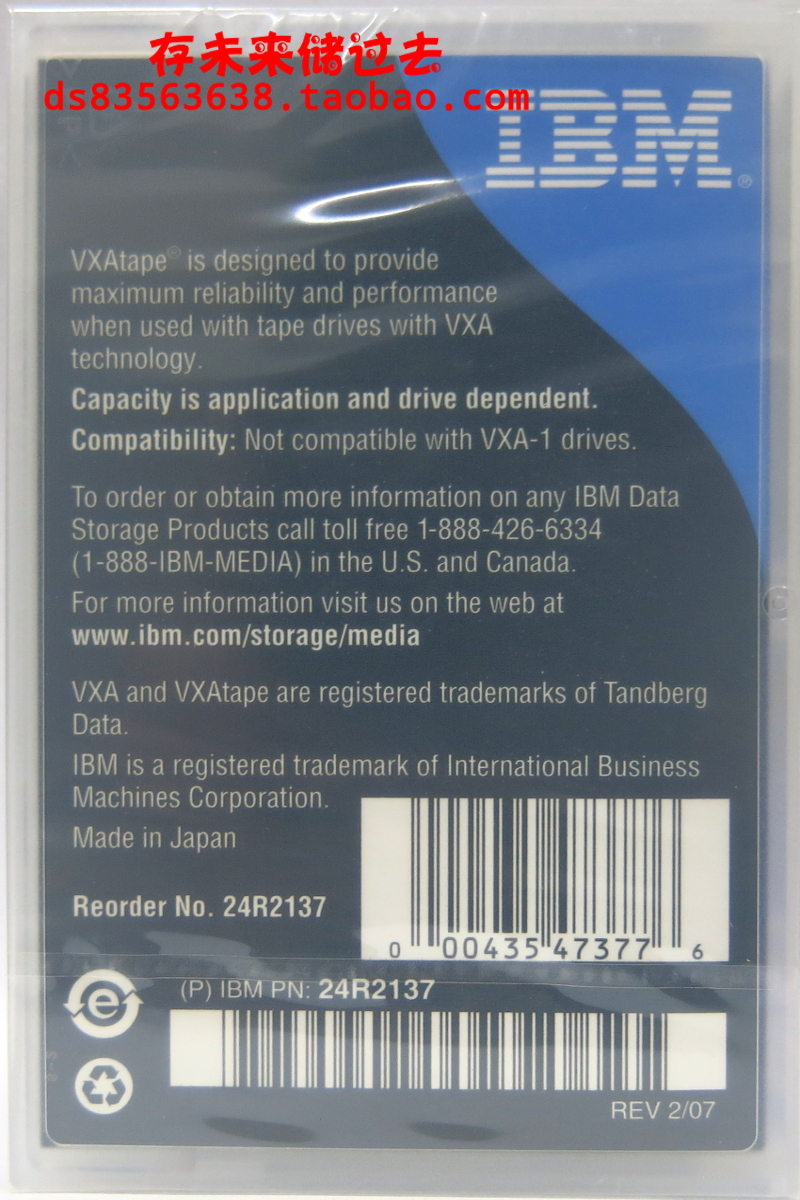 存未来储过去
ds83563638.taobao.com
IBM®
VXAtape® is designed to provide
maximum reliability and performance
when used with tape drives with VXA
technology.
Capacity is application and drive dependent.
Compatibility: Not compatible with VXA-1 drives.
To order or obtain more information on any IBM Data
Storage Products call toll free 1-888-426-6334
(1-888-IBM-MEDIA) in the U.S. and Canada.
For more information visit us on the web at
www.ibm.com/storage/media
VXA and VXAtape are registered trademarks of Tandberg
Data.
IBM is a registered trademark of International Business
Machines Corporation.
Made in Japan
Reorder No. 24R2137
0 00435 47377 6
(P) IBM PN: 24R2137
REV 2/07